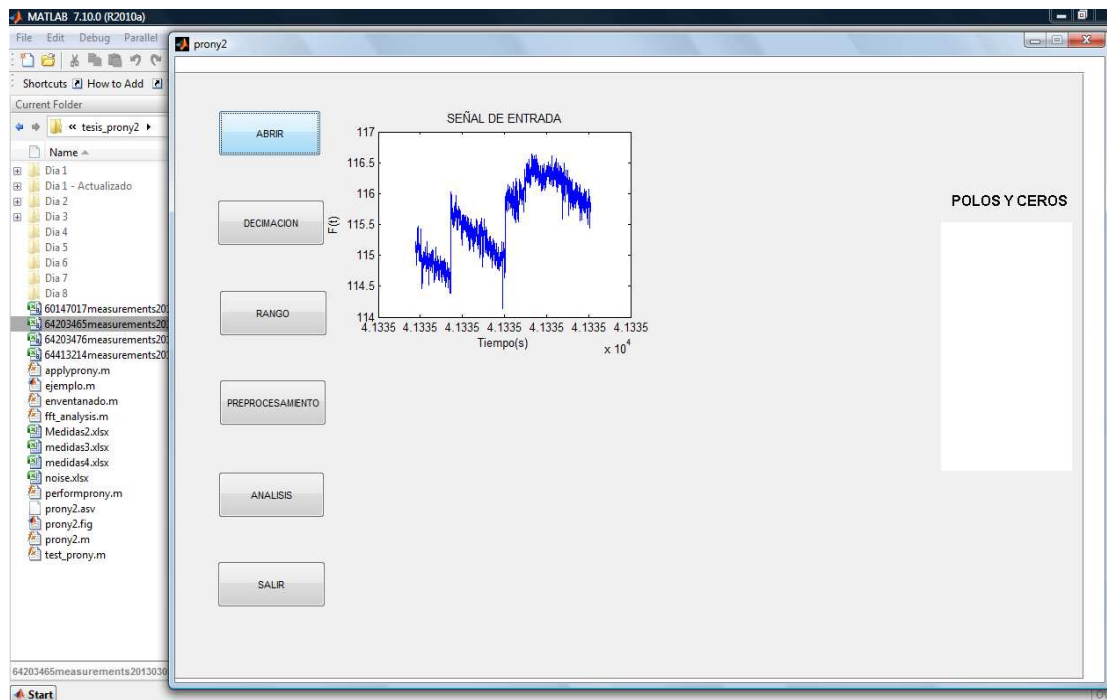 MATLAB 7.10.0 (R2010a)
File Edit Debug Parallel
Shortcuts How to Add
Current Folder
« tesis_prony2
Name
Dia 1
Dia 1 - Actualizado
Dia 2
Dia 3
Dia 4
Dia 5
Dia 6
Dia 7
Dia 8
60147017measurements20
64203465measurements20
64203476measurements20
64413214measurements20
applyprony.m
ejemplo.m
enventanado.m
fft_analysis.m
Medidas2.xlsx
medidas3.xlsx
medidas4.xlsx
noise.xlsx
performprony.m
prony2.asv
prony2.fig
prony2.m
test_prony.m
64203465measurements2013030
Start
prony2
ABRIR
DECIMACION
RANGO
PREPROCESAMIENTO
ANALISIS
SALIR
SEÑAL DE ENTRADA
117
116.5
116
115.5
115
114.5
114
F(t)
4.1335 4.1335 4.1335 4.1335 4.1335 4.1335 4.1335
Tiempo(s)
x 10^4
POLOS Y CEROS